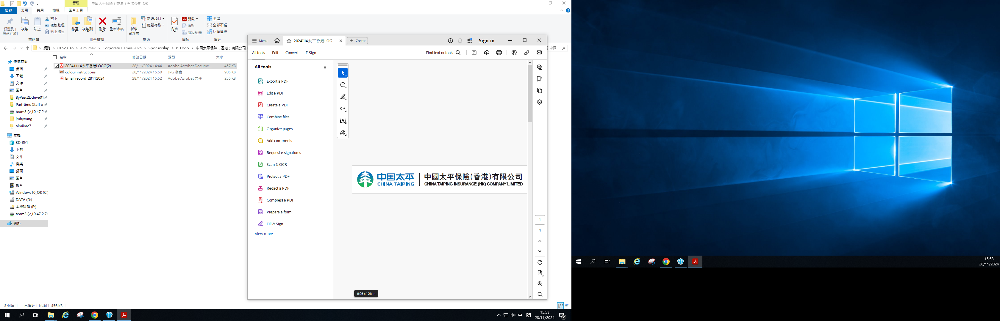 管理
中國太平保險（香港）有限公司_OK
檔案
常用
共用
檢視
圖片工具
釘選到 [
快速存取]
複製
貼上
剪下
複製路徑
貼上捷徑
剪貼簿
移至
複製到
刪除
重新命名
組合管理
新增
資料夾
新增項目
輕鬆存取
新增
內容
開啟
編輯
歷程記錄
開啟
全選
全部不選
反向選擇
選取
網路 > 0152_016 > almiime7 > Corporate Games 2025 > Sponsorship > 6. Logo > 中國太平保險（香港）有限公司_
中國...
名稱
修改日期
類型
大小
20241114太平香港LOGO(2)
28/11/2024 14:44
Adobe Acrobat Docume...
457 KB
colour instructions
28/11/2024 15:50
JPG 檔案
905 KB
Email record_28112024
28/11/2024 15:52
Adobe Acrobat 文件
255 KB
快速存取
桌面
下載
文件
圖片
ByPass2Ddrive01
Part-time Staff o
team3 (\\10.47.2
jmhyeung
almiime7
本機
3D 物件
下載
文件
音樂
桌面
圖片
影片
Windows10_OS (C:)
DATA (D:)
本機磁碟 (E:)
team3 (\\10.47.2.71
網路
3 個項目
已選取 1 個項目 456 KB
Menu
20241114太平香港LOG...
Create
Sign in
All tools
Edit
Convert
E-Sign
Find text or tools
All tools
Export a PDF
Edit a PDF
Create a PDF
Combine files
Organize pages
Add comments
Request e-signatures
Scan & OCR
Protect a PDF
Redact a PDF
Compress a PDF
Prepare a form
Fill & Sign
View more
中国太平
CHINA TAIPING
中國太平保險(香港)有限公司
CHINA TAIPING INSURANCE (HK) COMPANY LIMITED
8.06 x 1.28 in
1
4
中
15:53
28/11/2024
2
15:53
28/11/2024